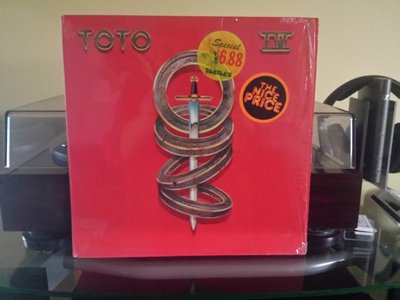 TOTO IV
Special
$6.88
THE
NICE
PRICE